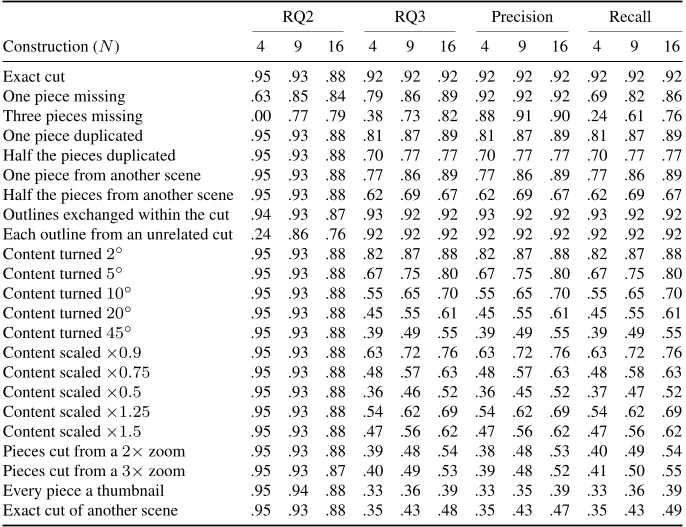 RQ2 RQ3 Precision Recall
Construction (N) 4 9 16 4 9 16 4 9 16 4 9 16
Exact cut .95 .93 .88 .92 .92 .92 .92 .92 .92 .92 .92 .92
One piece missing .63 .85 .84 .79 .86 .89 .92 .92 .92 .69 .82 .86
Three pieces missing .00 .77 .79 .38 .73 .82 .88 .91 .90 .24 .61 .76
One piece duplicated .95 .93 .88 .81 .87 .89 .81 .87 .89 .81 .87 .89
Half the pieces duplicated .95 .93 .88 .70 .77 .77 .70 .77 .77 .70 .77 .77
One piece from another scene .95 .93 .88 .77 .86 .89 .77 .86 .89 .77 .86 .89
Half the pieces from another scene .95 .93 .88 .62 .69 .67 .62 .69 .67 .62 .69 .67
Outlines exchanged within the cut .94 .93 .87 .93 .92 .92 .93 .92 .92 .93 .92 .92
Each outline from an unrelated cut .24 .86 .76 .92 .92 .92 .92 .92 .92 .92 .92 .92
Content turned 2° .95 .93 .88 .82 .87 .88 .82 .87 .88 .82 .87 .88
Content turned 5° .95 .93 .88 .67 .75 .80 .67 .75 .80 .67 .75 .80
Content turned 10° .95 .93 .88 .55 .65 .70 .55 .65 .70 .55 .65 .70
Content turned 20° .95 .93 .88 .45 .55 .61 .45 .55 .61 .45 .55 .61
Content turned 45° .95 .93 .88 .39 .49 .55 .39 .49 .55 .39 .49 .55
Content scaled ×0.9 .95 .93 .88 .63 .72 .76 .63 .72 .76 .63 .72 .76
Content scaled ×0.75 .95 .93 .88 .48 .57 .63 .48 .57 .63 .48 .58 .63
Content scaled ×0.5 .95 .93 .88 .36 .46 .52 .36 .45 .52 .37 .47 .52
Content scaled ×1.25 .95 .93 .88 .54 .62 .69 .54 .62 .69 .54 .62 .69
Content scaled ×1.5 .95 .93 .88 .47 .56 .62 .47 .56 .62 .47 .56 .62
Pieces cut from a 2× zoom .95 .93 .88 .39 .48 .54 .38 .48 .53 .40 .49 .54
Pieces cut from a 3× zoom .95 .93 .87 .40 .49 .53 .39 .48 .52 .41 .50 .55
Every piece a thumbnail .95 .94 .88 .33 .36 .39 .33 .35 .39 .33 .36 .39
Exact cut of another scene .95 .93 .88 .35 .43 .48 .35 .43 .47 .35 .43 .49